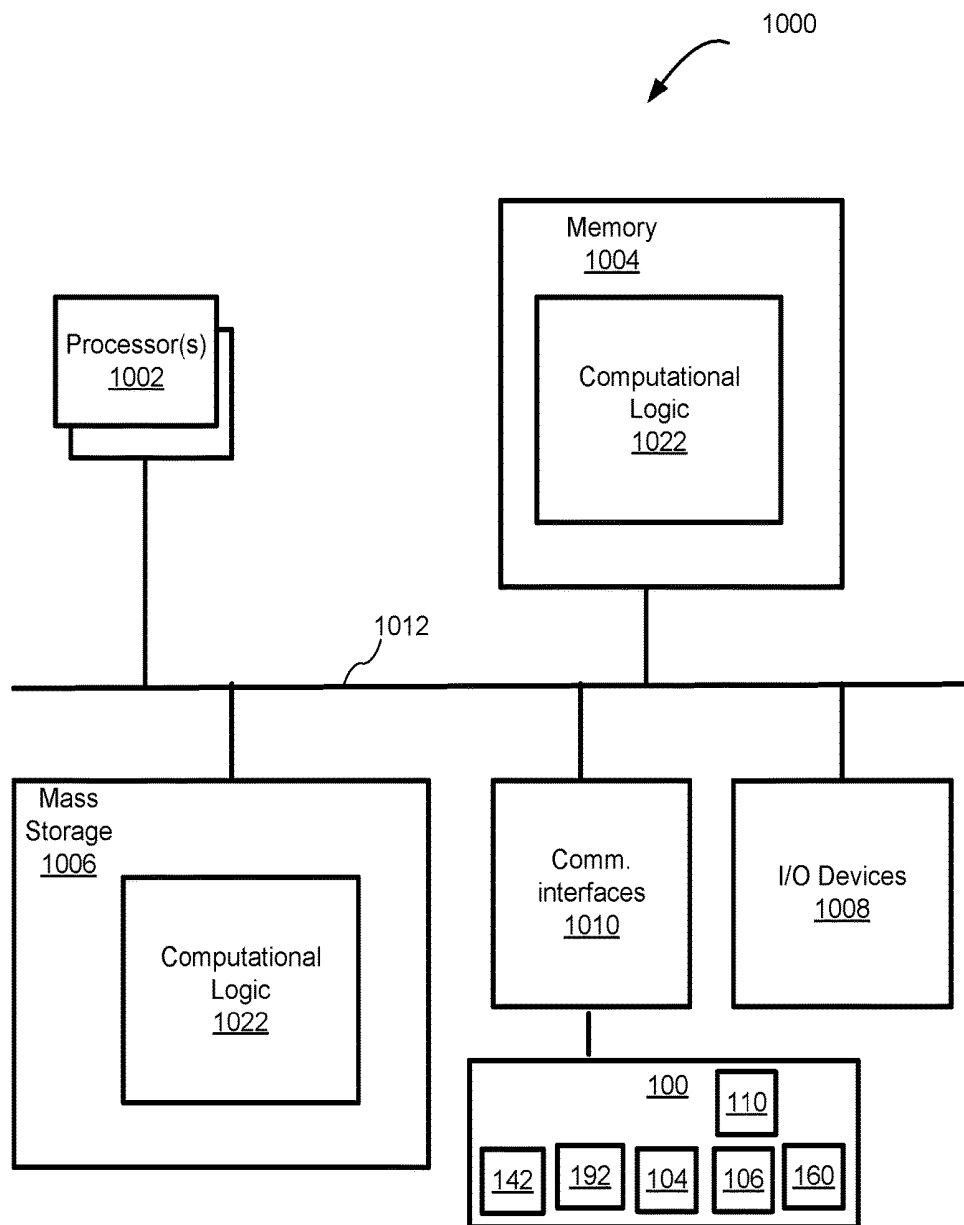 1000
Memory
1004
Processor(s)
1002
Computational
Logic
1022
1012
Mass
Storage
1006
Computational
Logic
1022
Comm.
interfaces
1010
I/O Devices
1008
100
110
142
192
104
106
160